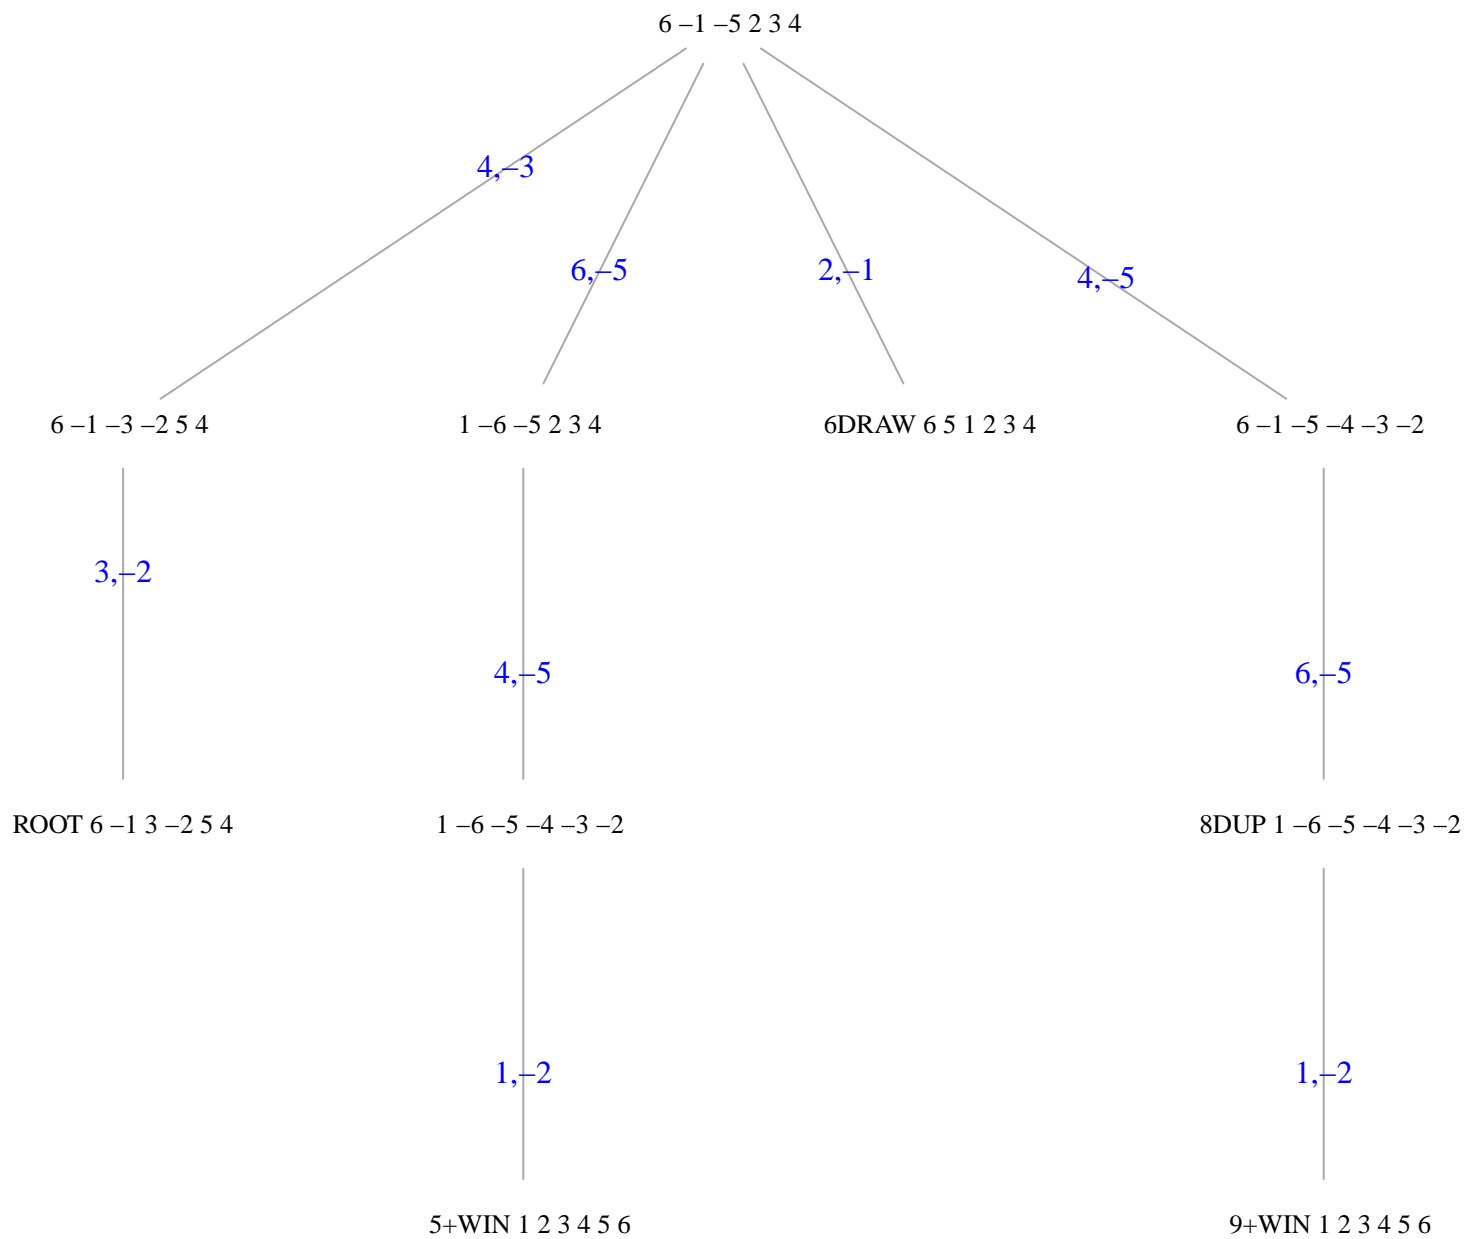 6 –1 –5 2 3 4
4,–3
6,–5
2,–1
4,–5
6 –1 –3 –2 5 4
1 –6 –5 2 3 4
6DRAW 6 5 1 2 3 4
6 –1 –5 –4 –3 –2
3,–2
4,–5
6,–5
ROOT 6 –1 3 –2 5 4
1 –6 –5 –4 –3 –2
8DUP 1 –6 –5 –4 –3 –2
1,–2
1,–2
5+WIN 1 2 3 4 5 6
9+WIN 1 2 3 4 5 6